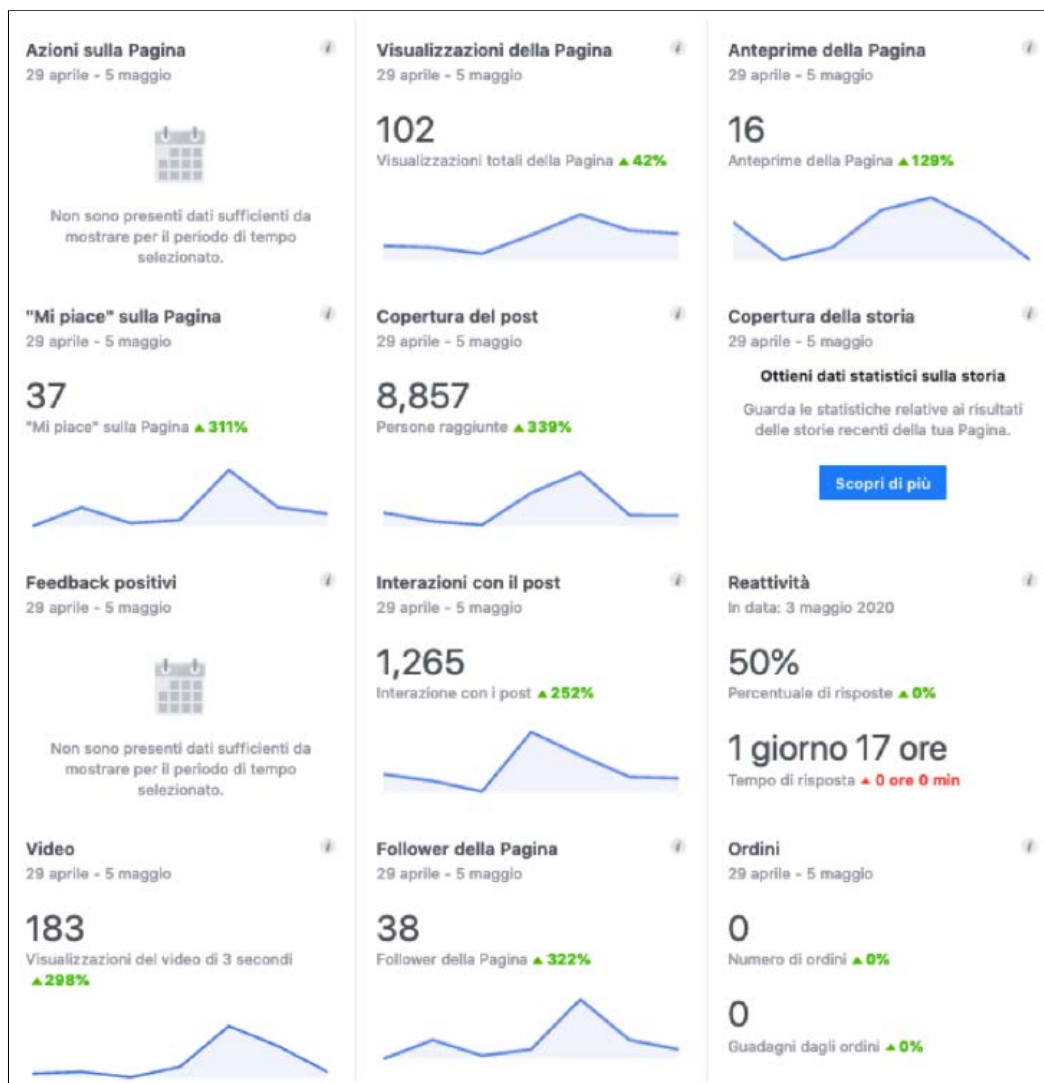 Azioni sulla Pagina
29 aprile - 5 maggio
Non sono presenti dati sufficienti da
mostrare per il periodo di tempo
selezionato.
Visualizzazioni della Pagina
29 aprile - 5 maggio
102
Visualizzazioni totali della Pagina ▲ 42%
Anteprime della Pagina
29 aprile - 5 maggio
16
Anteprime della Pagina ▲ 129%
"Mi piace" sulla Pagina
29 aprile - 5 maggio
37
"Mi piace" sulla Pagina ▲ 311%
Copertura del post
29 aprile - 5 maggio
8,857
Persone raggiunte ▲ 339%
Copertura della storia
29 aprile - 5 maggio
Ottieni dati statistici sulla storia
Guarda le statistiche relative ai risultati
delle storie recenti della tua Pagina.
Scopri di più
Feedback positivi
29 aprile - 5 maggio
Non sono presenti dati sufficienti da
mostrare per il periodo di tempo
selezionato.
Interazioni con il post
29 aprile - 5 maggio
1,265
Interazione con i post ▲ 252%
Reattività
In data: 3 maggio 2020
50%
Percentuale di risposte ▲ 0%
1 giorno 17 ore
Tempo di risposta ▲ 0 ore 0 min
Video
29 aprile - 5 maggio
183
Visualizzazioni del video di 3 secondi
▲ 298%
Follower della Pagina
29 aprile - 5 maggio
38
Follower della Pagina ▲ 322%
Ordini
29 aprile - 5 maggio
0
Numero di ordini ▲ 0%
0
Guadagni dagli ordini ▲ 0%